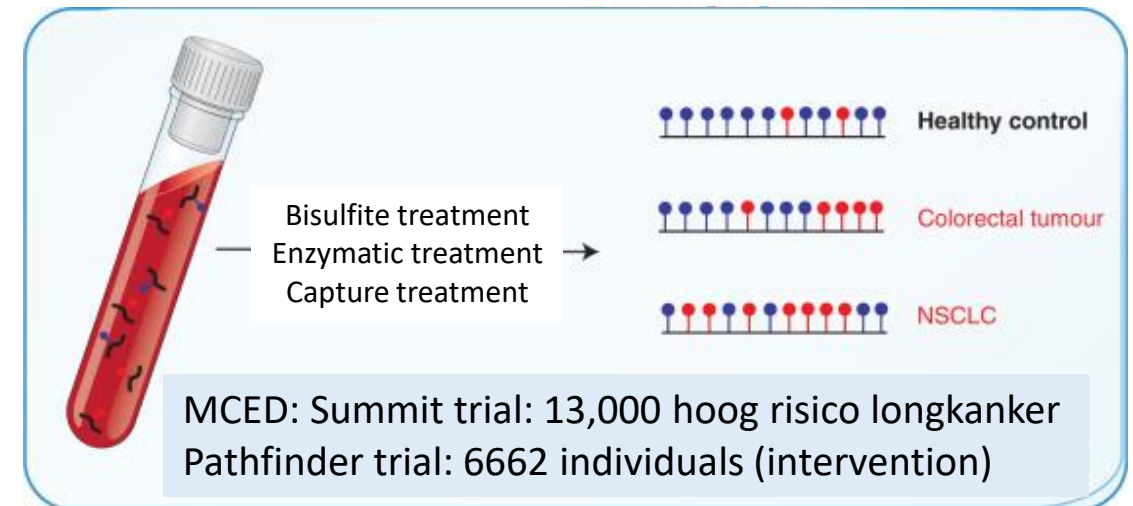 Bisulfite treatment
Enzymatic treatment
Capture treatment
Healthy control
Colorectal tumour
NSCLC
MCED: Summit trial: 13,000 hoog risico longkanker
Pathfinder trial: 6662 individuals (intervention)